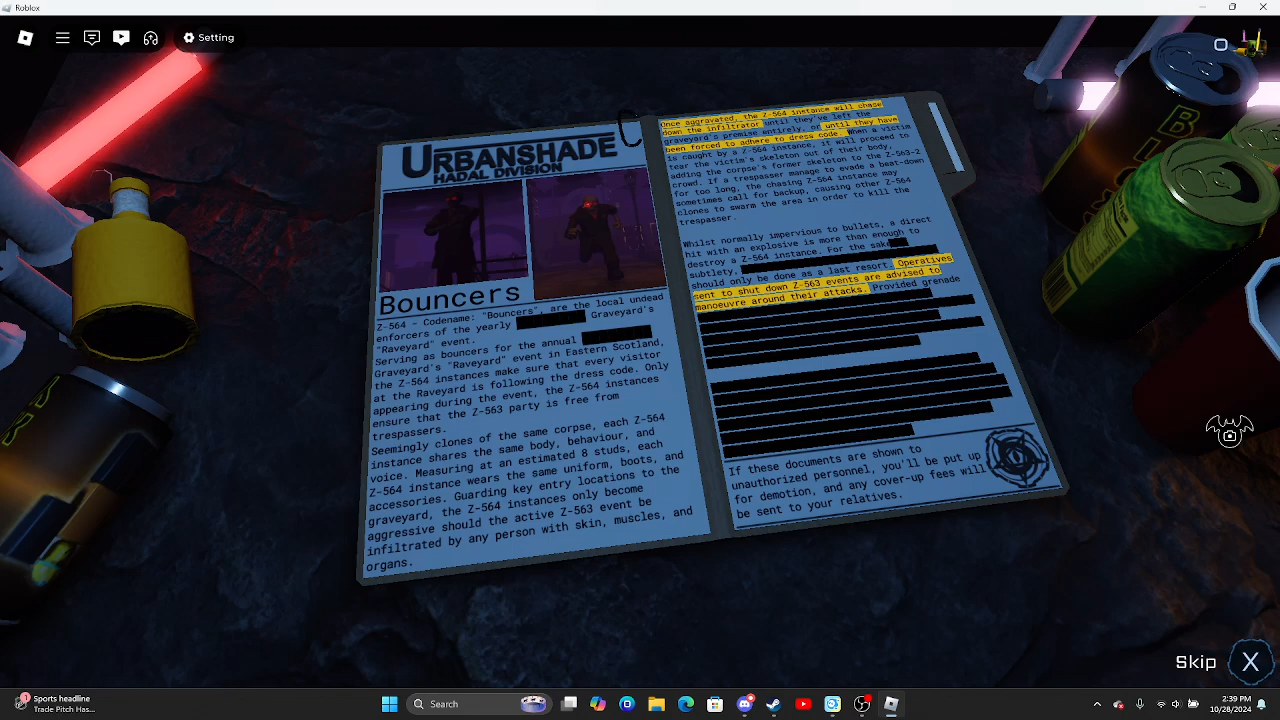 Roblox
Setting
URBANSHADE
HADAL DIVISION
Bouncers
Z-564 - Codename: "Bouncers", are the local undead
enforcers of the yearly Graveyard's
"Raveyard" event.
Serving as bouncers for the annual
Graveyard's "Raveyard" event in Eastern Scotland,
the Z-564 instances make sure that every visitor
at the Raveyard is following the dress code. Only
appearing during the event, the Z-564 instances
ensure that the Z-563 party is free from
trespassers.
Seemingly clones of the same corpse, each Z-564
instance shares the same body, behaviour, and
voice. Measuring at an estimated 8 studs, each
Z-564 instance wears the same uniform, boots, and
accessories. Guarding key entry locations to the
graveyard, the Z-564 instances only become
aggressive should the active Z-563 event be
infiltrated by any person with skin, muscles, and
organs.
Once aggravated, the Z-564 instance will chase
down the infiltrator until they've left the
graveyard's premise entirely, or until they have
been forced to adhere to dress code. When a victim
is caught by a Z-564 instance, it will proceed to
tear the victim's skeleton out of their body,
adding the corpse's former skeleton to the Z-563-2
crowd. If a trespasser manage to evade a beat-down
for too long, the chasing Z-564 instance may
sometimes call for backup, causing other Z-564
clones to swarm the area in order to kill the
trespasser.
Whilst normally impervious to bullets, a direct
hit with an explosive is more than enough to
destroy a Z-564 instance. For the sake
subtlety,
should only be done as a last resort. Operatives
sent to shut down Z-563 events are advised to
manoeuvre around their attacks. Provided grenade
If these documents are shown to
unauthorized personnel, you'll be put up
for demotion, and any cover-up fees will
be sent to your relatives.
Skip X
1
Sports headline
Trade Pitch Has...
Search
2:39 PM
10/28/2024